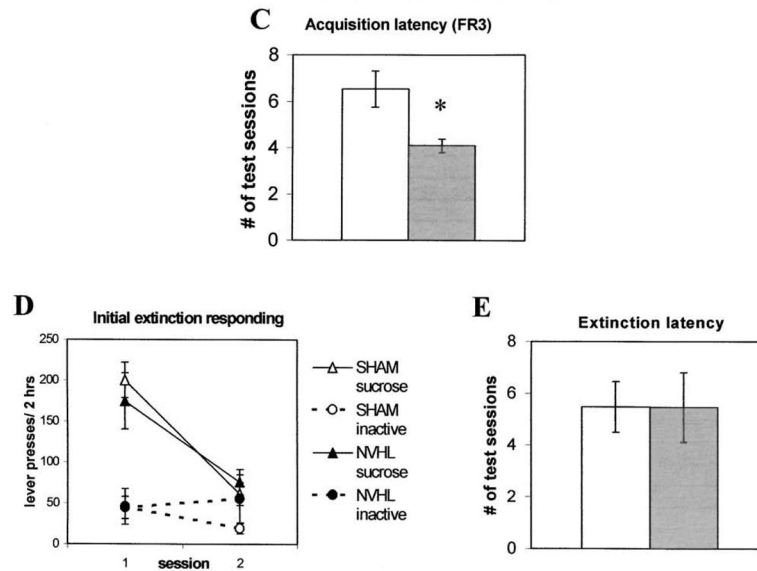 C
Acquisition latency (FR3)
# of test sessions
8
6
4
2
0
*
D
Initial extinction responding
lever presses/ 2 hrs
250
200
150
100
50
0
1
session
2
SHAM
sucrose
SHAM
inactive
NVHL
sucrose
NVHL
inactive
E
Extinction latency
# of test sessions
8
6
4
2
0